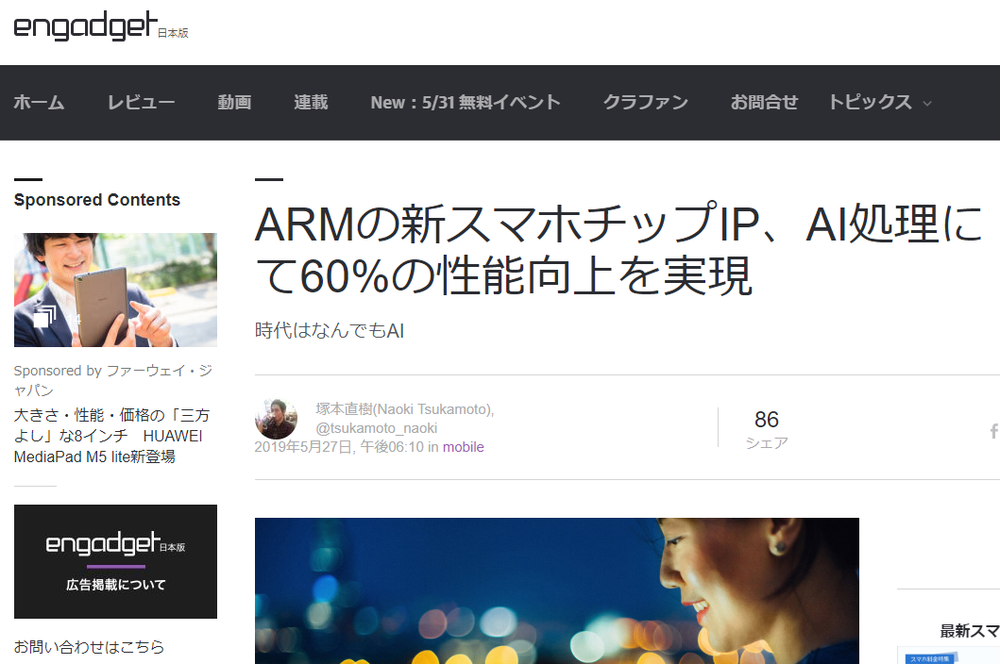 engadget 日本版
ホーム レビュー 動画 連載 New：5/31 無料イベント クラファン お問合せ トピックス
Sponsored Contents
14
Sponsored by ファーウェイ・ジ
ャパン
大きさ・性能・価格の「三方
よし」な8インチ　HUAWEI
MediaPad M5 lite新登場
engadget 日本版
広告掲載について
お問い合わせはこちら
ARMの新スマホチップIP、AI処理に
て60%の性能向上を実現
時代はなんでもAI
塚本直樹(Naoki Tsukamoto),
@tsukamoto_naoki
2019年5月27日, 午後06:10 in mobile
86
シェア
最新スマ
スマホ料金特集